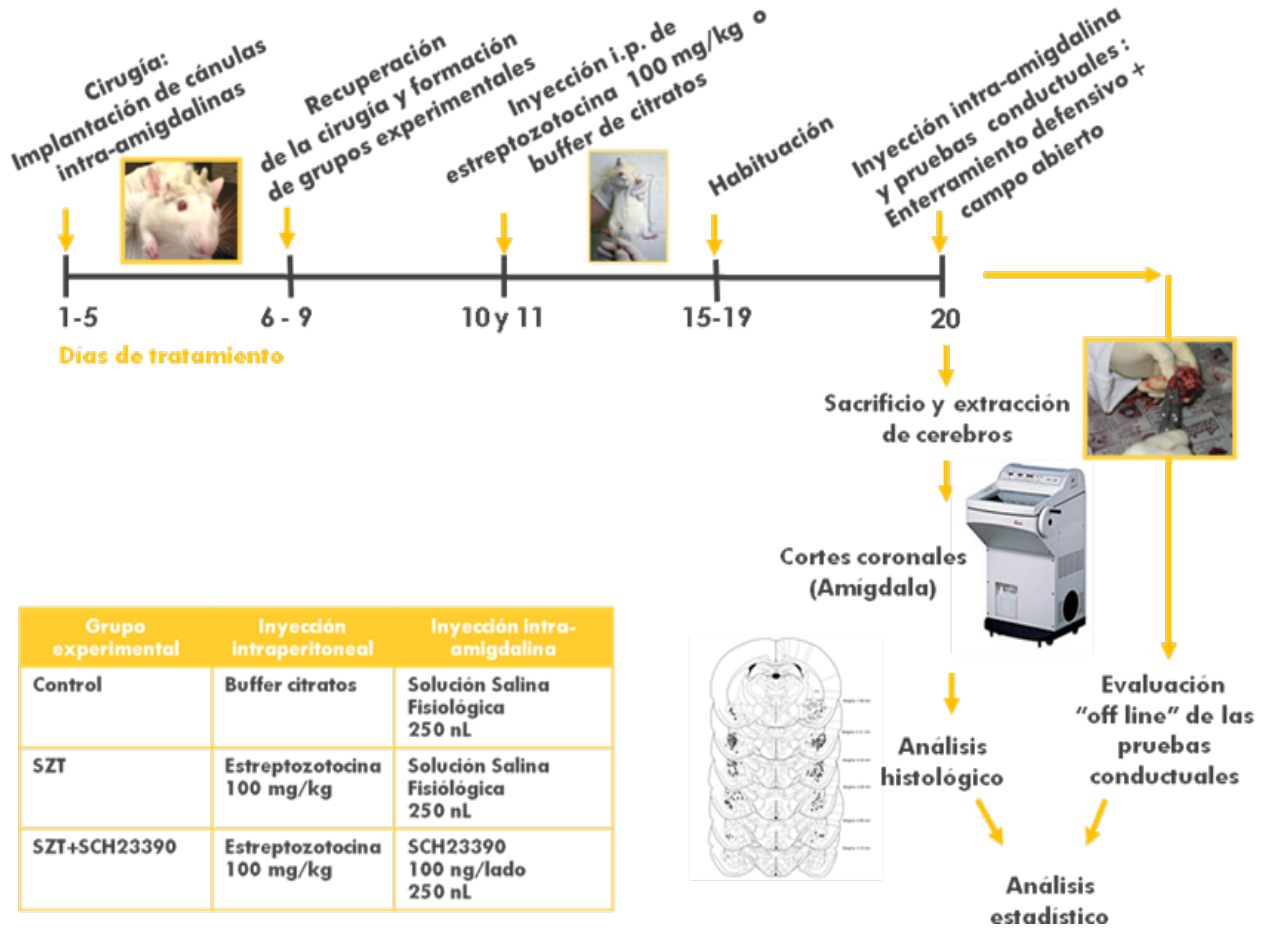 Cirugía:
Implantación de cánulas
intra-amigdalinas
Recuperación
de la cirugía y formación
de grupos experimentales
Inyección i.p. de
estreptozotocina 100 mg/kg o
buffer de citratos
Habituación
Inyección intra-amigdalina
y pruebas conductuales :
Enterramiento defensivo +
campo abierto
1-5
6 - 9
10 y 11
15-19
20
Días de tratamiento
Sacrificio y extracción
de cerebros
Cortes coronales
(Amígdala)
Análisis
histológico
Evaluación
“off line” de las
pruebas
conductuales
Análisis
estadístico
Grupo
experimental
Inyección
intraperitoneal
Inyección intra-
amigdalina
Control
Buffer citratos
Solución Salina
Fisiológica
250 nL
SZT
Estreptozotocina
100 mg/kg
Solución Salina
Fisiólógica
250 nL
SZT+SCH23390
Estreptozotocina
100 mg/kg
SCH23390
100 ng/lado
250 nL